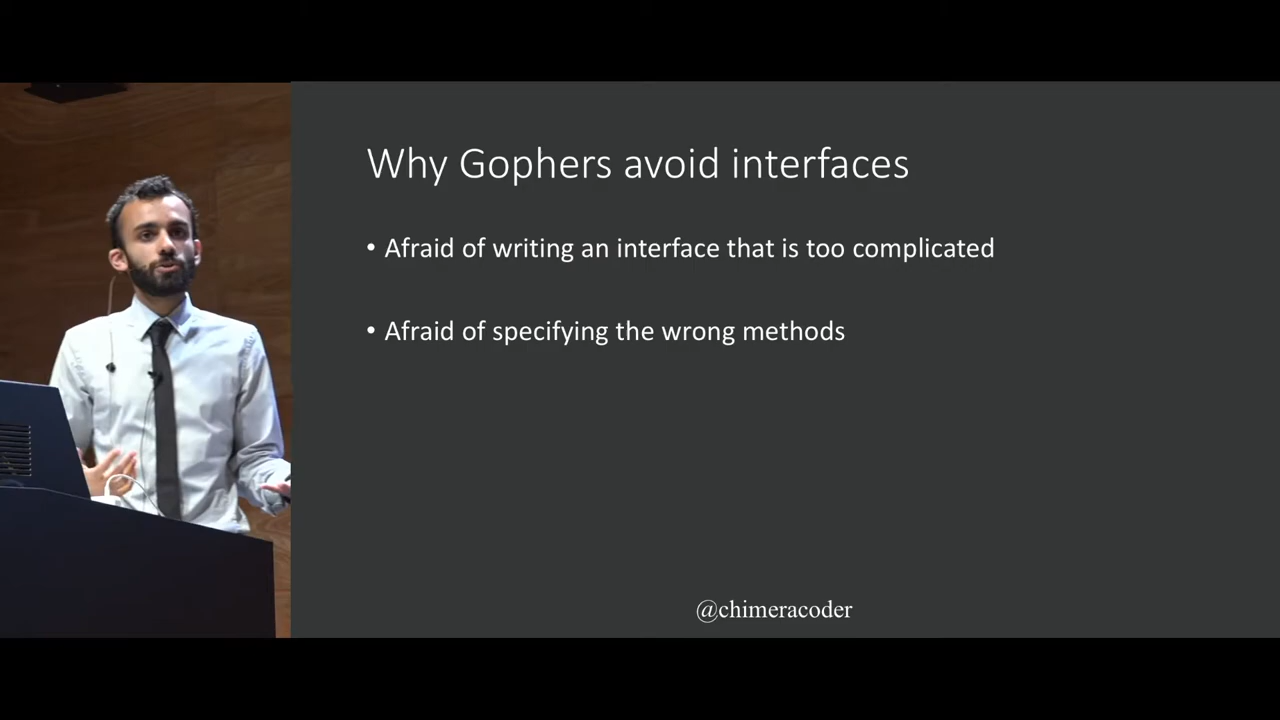 Why Gophers avoid interfaces
• Afraid of writing an interface that is too complicated
• Afraid of specifying the wrong methods
@chimeracoder